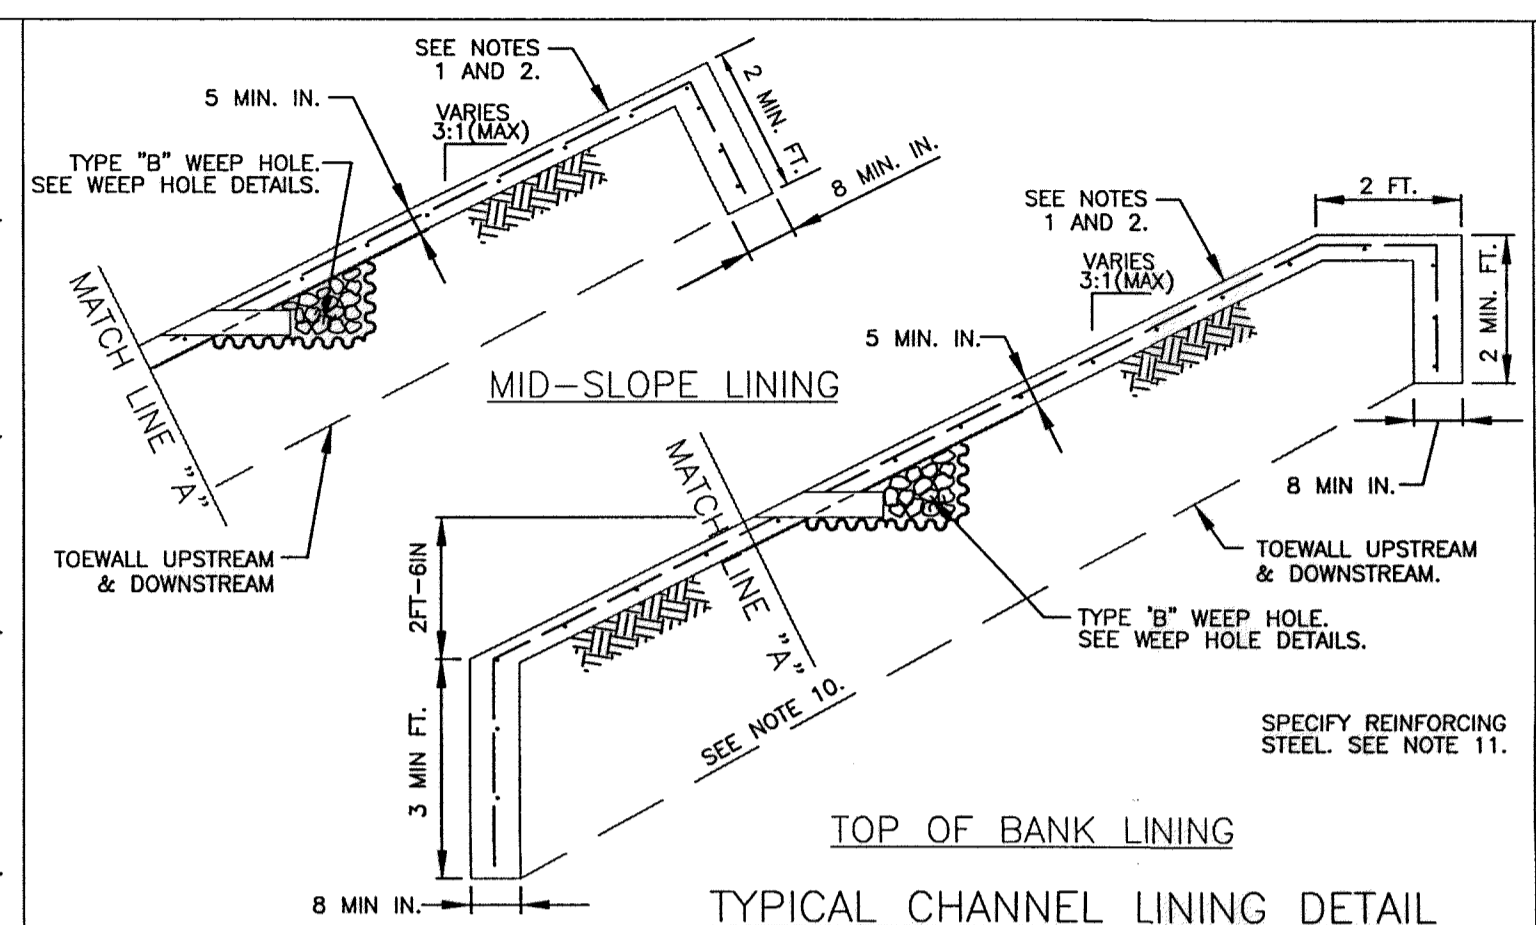 SEE NOTES
1 AND 2.
5 MIN. IN.
VARIES
3:1(MAX)
TYPE "B" WEEP HOLE.
SEE WEEP HOLE DETAILS.
2 MIN. FT.
8 MIN. IN.
MATCH LINE "A"
MID-SLOPE LINING
TOEWALL UPSTREAM
& DOWNSTREAM
SEE NOTES
1 AND 2.
2 FT.
VARIES
3:1(MAX)
2 MIN. FT.
5 MIN. IN.
8 MIN IN.
MATCH LINE "A"
TOEWALL UPSTREAM
& DOWNSTREAM.
2FT-6IN
TYPE "B" WEEP HOLE.
SEE WEEP HOLE DETAILS.
SEE NOTE 10.
3 MIN FT.
SPECIFY REINFORCING
STEEL. SEE NOTE 11.
8 MIN IN.
TOP OF BANK LINING
TYPICAL CHANNEL LINING DETAIL